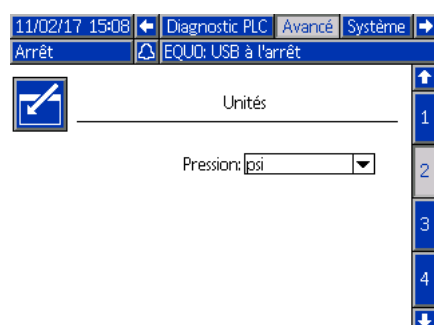 11/02/17 15:08 Diagnostic PLC Avancé Système
Arrêt EQU0: USB à l'arrêt
Unités
1
Pression: psi
2
3
4